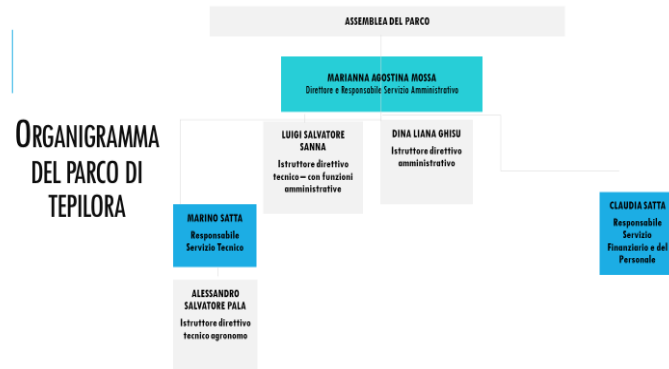 ASSEMBLEA DEL PARCO
MARIANNA AGOSTINA MOSSA
Direttore e Responsabile Servizio Amministrativo
ORGANIGRAMMA
DEL PARCO DI
TEPILORA
LUIGI SALVATORE
SANNA
Istruttore direttivo
tecnico – con funzioni
amministrative
DINA LIANA GHISU
Istruttore direttivo
amministrativo
MARINO SATTA
Responsabile
Servizio Tecnico
CLAUDIA SATTA
Responsabile
Servizio
Finanziario e del
Personale
ALESSANDRO
SALVATORE PALA
Istruttore direttivo
tecnico agronomo